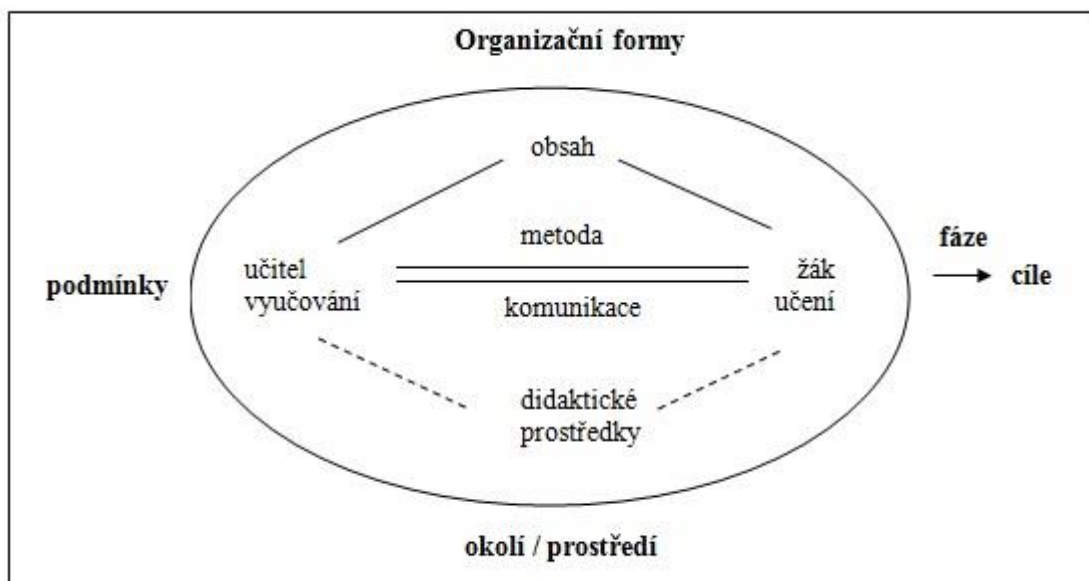 Organizační formy
obsah
metoda
fáze
podmínky
učitel
vyučování
žák
učení
cíle
komunikace
didaktické
prostředky
okolí / prostředí